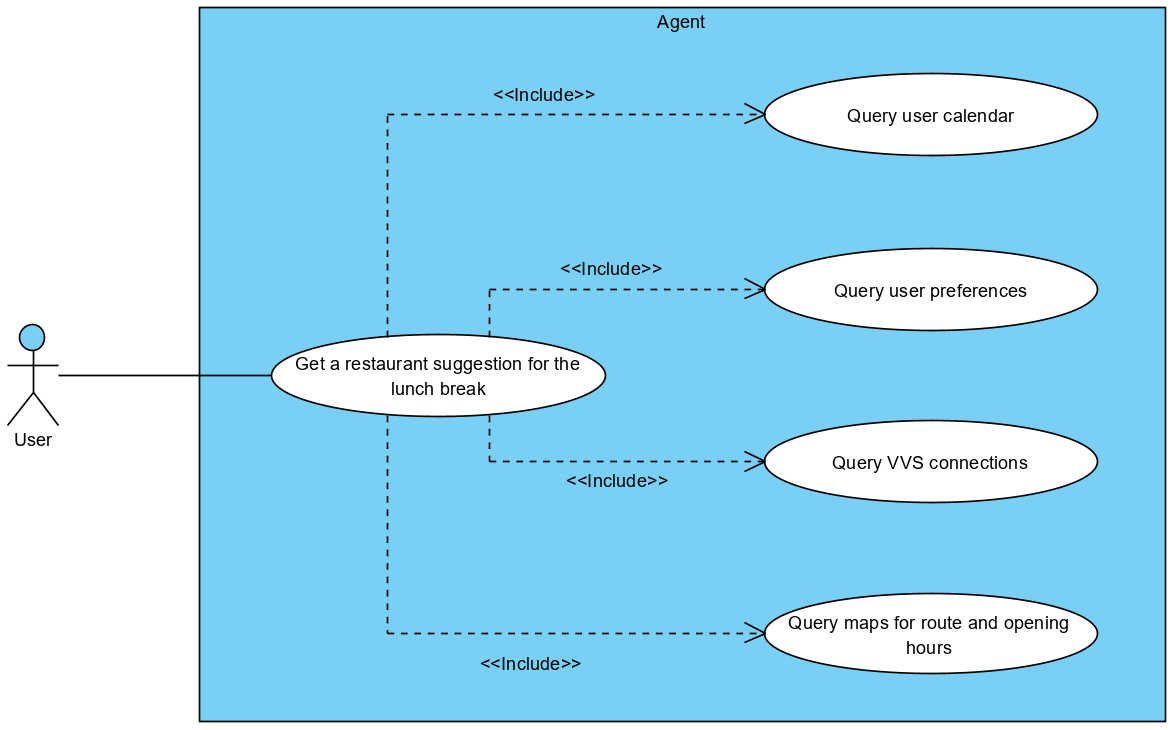 Agent
<<Include>>
Query user calendar
<<Include>>
Query user preferences
Get a restaurant suggestion for the
lunch break
User
Query VVS connections
<<Include>>
Query maps for route and opening
hours
<<Include>>